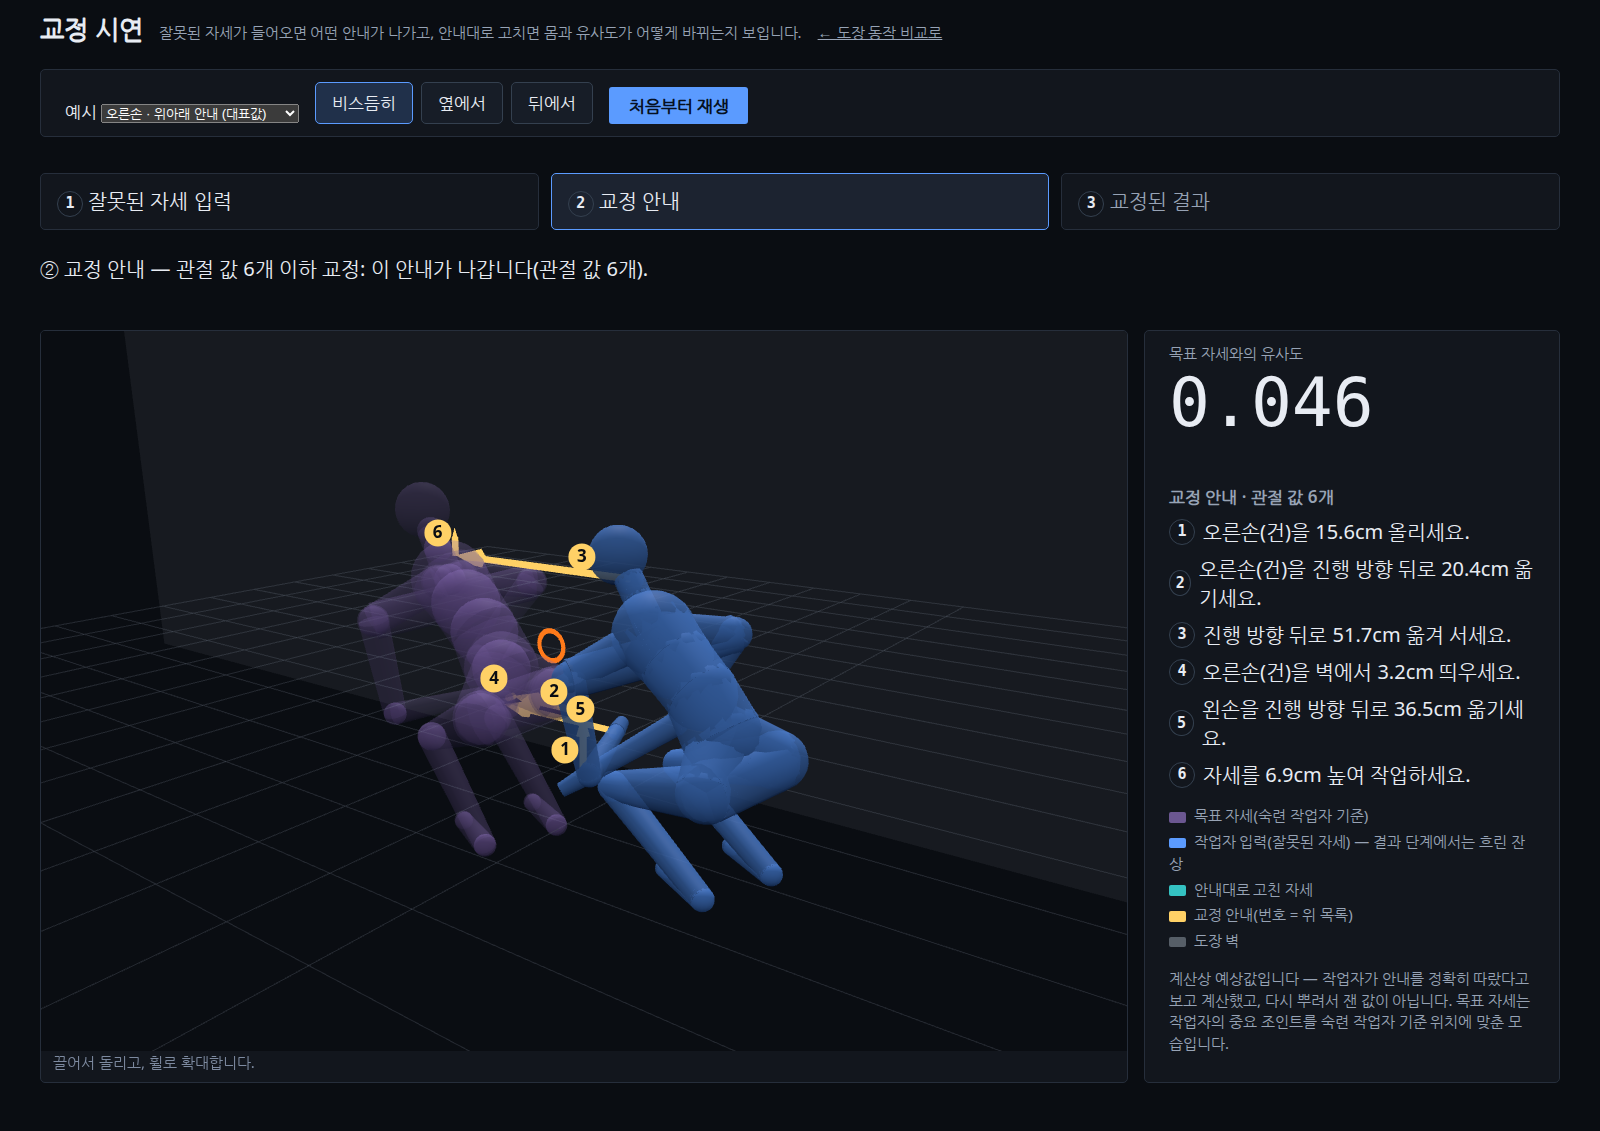 교정 시연 잘못된 자세가 들어오면 어떤 안내가 나가고, 안내대로 고치면 몸과 유사도가 어떻게 바뀌는지 보입니다. ← 도장 동작 비교로
예시 오른손 · 위아래 안내 (대표값) 비스듬히 옆에서 뒤에서 처음부터 재생
1 잘못된 자세 입력 2 교정 안내 3 교정된 결과
② 교정 안내 — 관절 값 6개 이하 교정: 이 안내가 나갑니다(관절 값 6개).
6
3
4
2
5
1
끌어서 돌리고, 휠로 확대합니다.
목표 자세와의 유사도
0.046
교정 안내 · 관절 값 6개
1 오른손(건)을 15.6cm 올리세요.
2 오른손(건)을 진행 방향 뒤로 20.4cm 옮
기세요.
3 진행 방향 뒤로 51.7cm 옮겨 서세요.
4 오른손(건)을 벽에서 3.2cm 띄우세요.
5 왼손을 진행 방향 뒤로 36.5cm 옮기세
요.
6 자세를 6.9cm 높여 작업하세요.
목표 자세(숙련 작업자 기준)
작업자 입력(잘못된 자세) — 결과 단계에서는 흐린 잔
상
안내대로 고친 자세
교정 안내(번호 = 위 목록)
도장 벽
계산상 예상값입니다 — 작업자가 안내를 정확히 따랐다고
보고 계산했고, 다시 뿌려서 잰 값이 아닙니다. 목표 자세는
작업자의 중요 조인트를 숙련 작업자 기준 위치에 맞춘 모
습입니다.